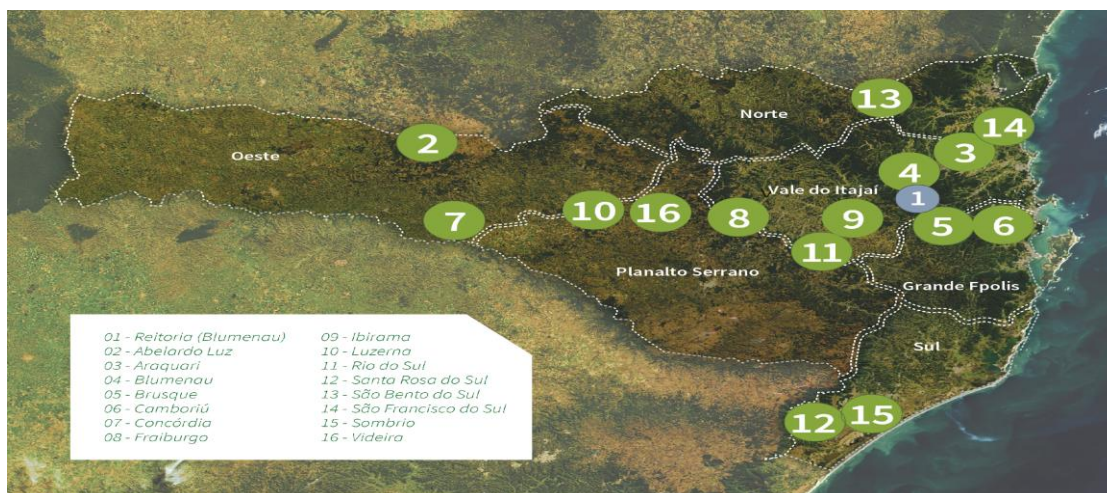 13
Norte
14
2
3
Oeste
4
Vale do Itajaí
1
7
10
16
8
9
5
6
11
Planalto Serrano
Grande Fpolis
Sul
01 - Reitoria (Blumenau)
02 - Abelardo Luz
03 - Araquari
04 - Blumenau
05 - Brusque
06 - Camboriú
07 - Concórdia
08 - Fraiburgo
09 - Ibirama
10 - Luzerna
11 - Rio do Sul
12 - Santa Rosa do Sul
13 - São Bento do Sul
14 - São Francisco do Sul
15 - Sombrio
16 - Videira
12
15